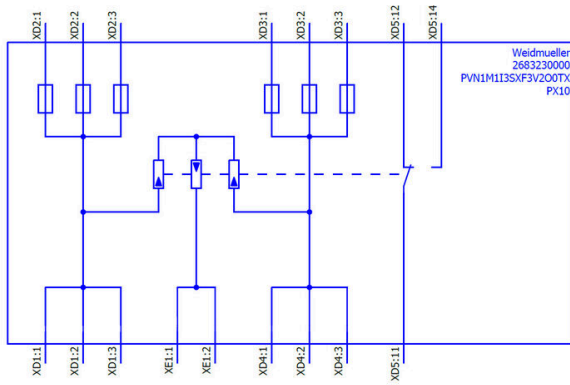 XD2:1
XD2:2
XD2:3
XD3:1
XD3:2
XD3:3
XD5:12
XD5:14
Weidmueller
2683230000
PVN1M1I3SXF3V2O0TX
PX10
XD1:1
XD1:2
XD1:3
XE1:1
XE1:2
XD4:1
XD4:2
XD4:3
XD5:11